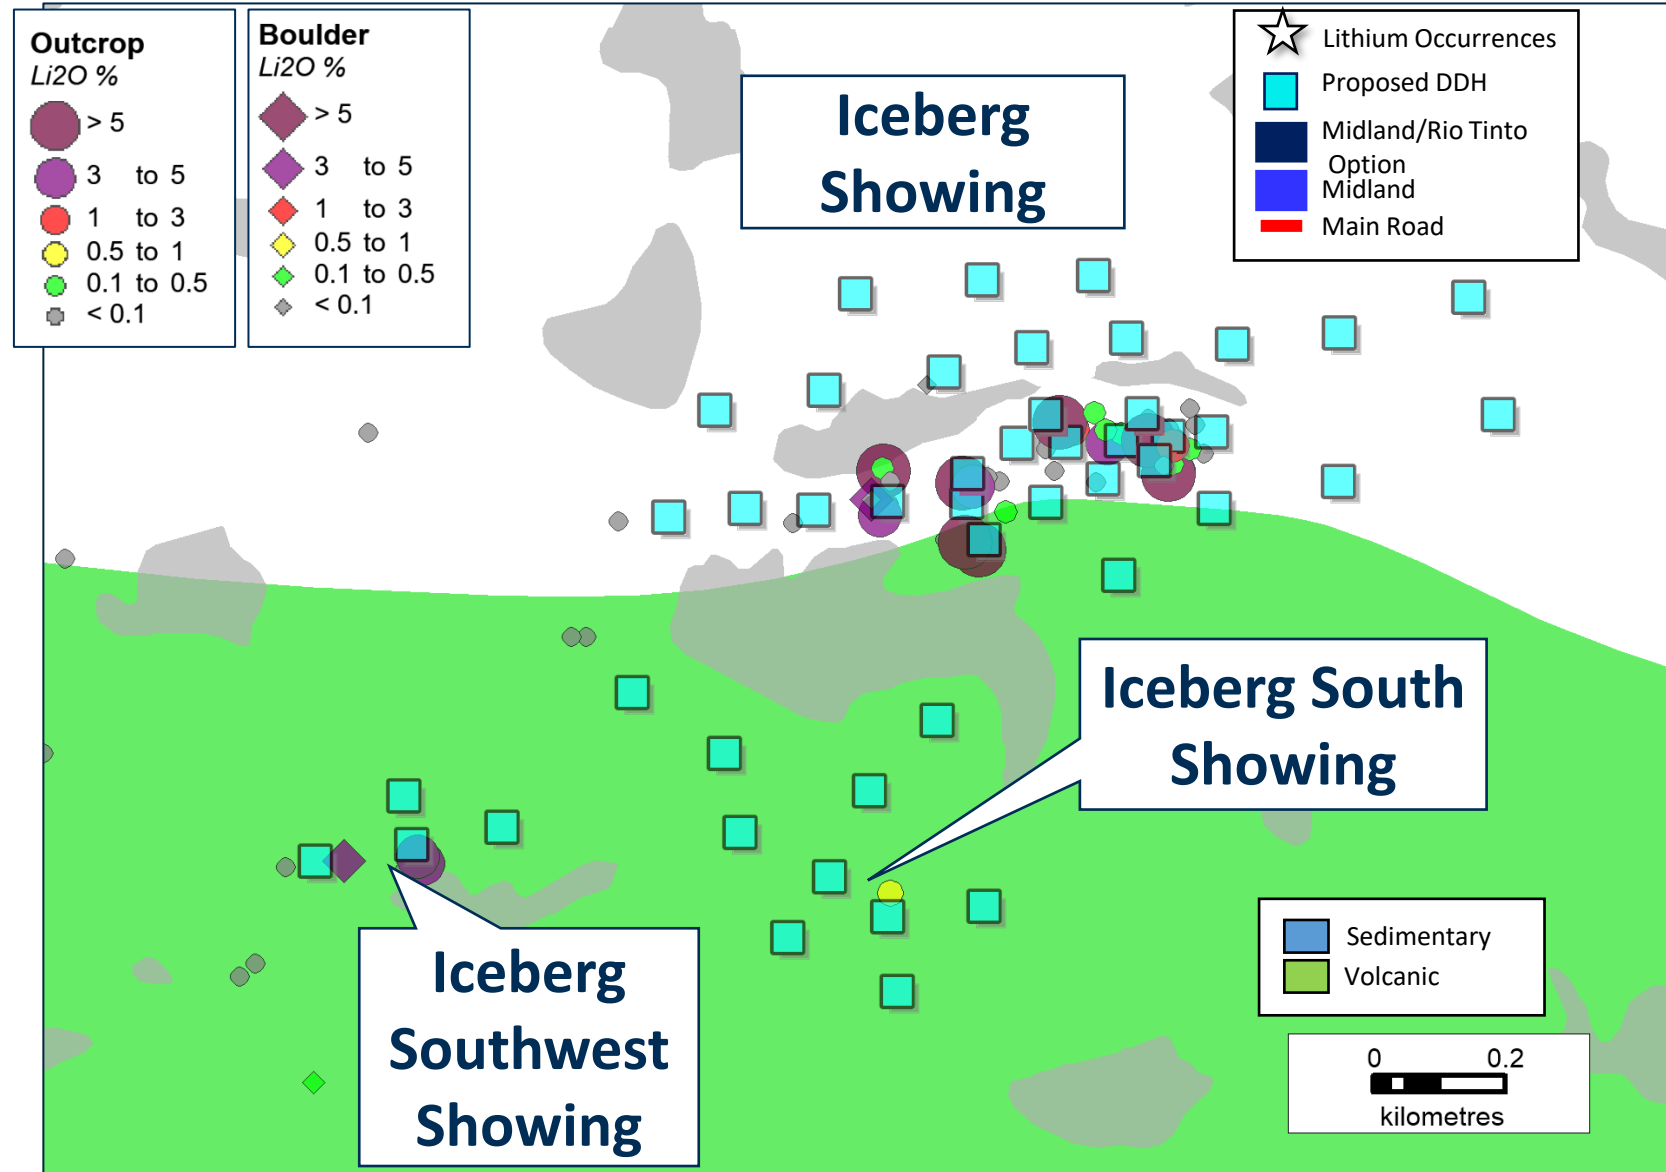 Outcrop
Li2O %
> 5
3 to 5
1 to 3
0.5 to 1
0.1 to 0.5
< 0.1
Boulder
Li2O %
> 5
3 to 5
1 to 3
0.5 to 1
0.1 to 0.5
< 0.1
Iceberg
Showing
Lithium Occurrences
Proposed DDH
Midland/Rio Tinto
Option
Midland
Main Road
Iceberg South
Showing
Iceberg
Southwest
Showing
Sedimentary
Volcanic
0 0.2
kilometres